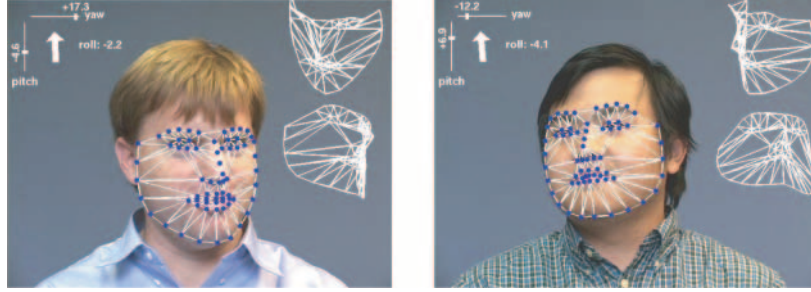 +17.3
yaw
-4.6
roll: -2.2
pitch
-12.2
yaw
+6.9
roll: -4.1
pitch